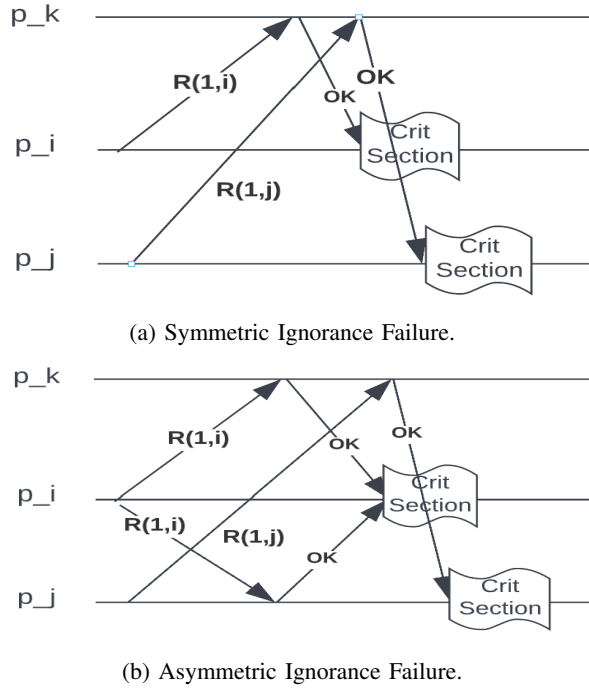 p_k
R(1,i)
OK
OK
p_i
Crit
Section
R(1,j)
p_j
Crit
Section
(a) Symmetric Ignorance Failure.
p_k
R(1,i)
OK
OK
p_i
Crit
Section
R(1,i)
R(1,j)
OK
p_j
Crit
Section
(b) Asymmetric Ignorance Failure.